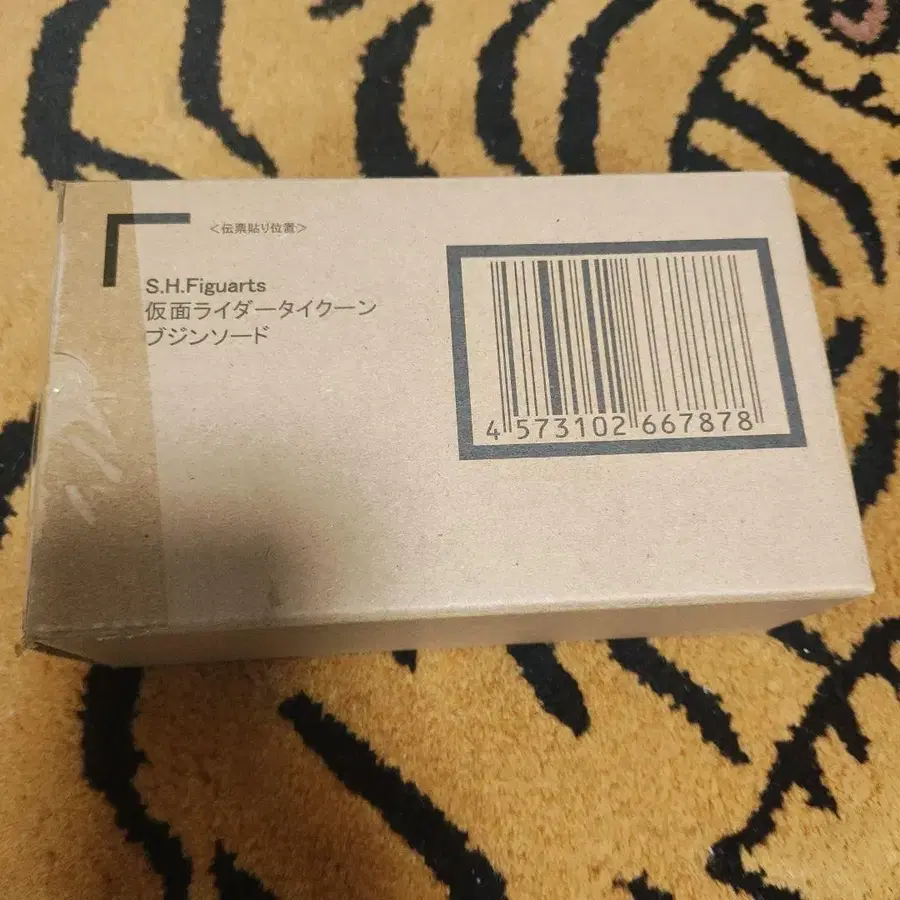 ＜伝票貼り位置＞
S.H.Figuarts
仮面ライダータイクーン
ブジンソード
4 573102 667878